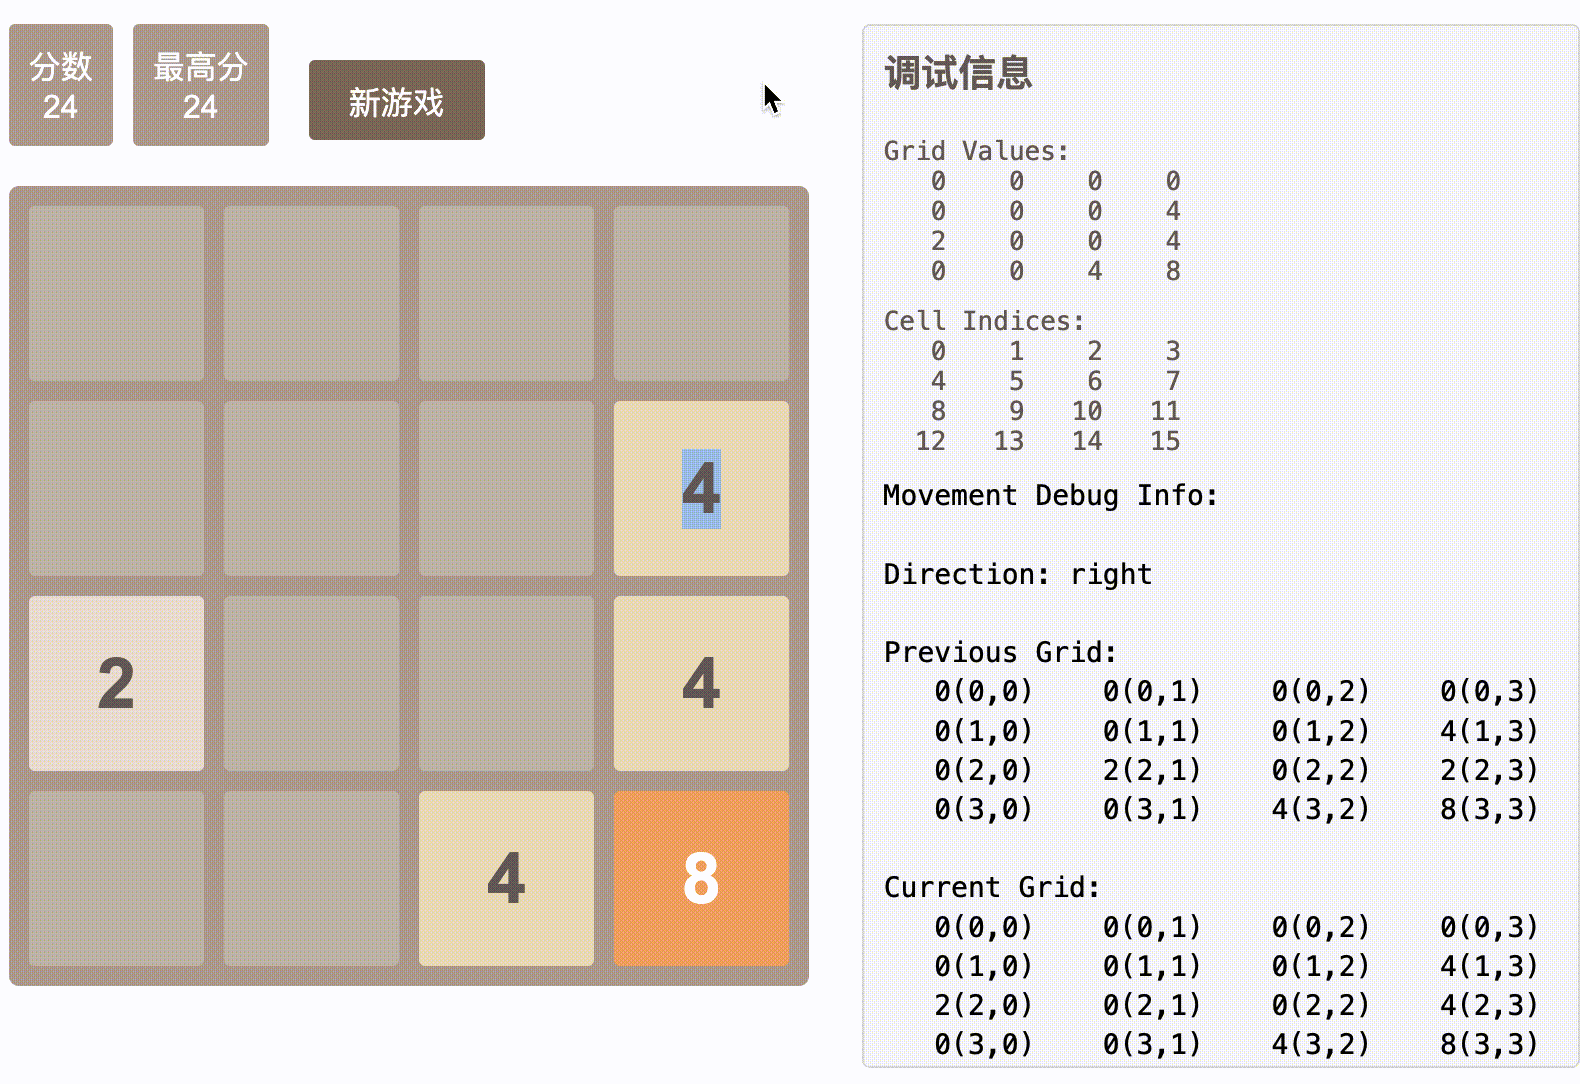 分数
24
最高分
24
新游戏
4
2 4
4 8
调试信息
Grid Values:
0 0 0 0
0 0 0 4
2 0 0 4
0 0 4 8
Cell Indices:
0 1 2 3
4 5 6 7
8 9 10 11
12 13 14 15
Movement Debug Info:
Direction: right
Previous Grid:
0(0,0) 0(0,1) 0(0,2) 0(0,3)
0(1,0) 0(1,1) 0(1,2) 4(1,3)
0(2,0) 2(2,1) 0(2,2) 2(2,3)
0(3,0) 0(3,1) 4(3,2) 8(3,3)
Current Grid:
0(0,0) 0(0,1) 0(0,2) 0(0,3)
0(1,0) 0(1,1) 0(1,2) 4(1,3)
2(2,0) 0(2,1) 0(2,2) 4(2,3)
0(3,0) 0(3,1) 4(3,2) 8(3,3)